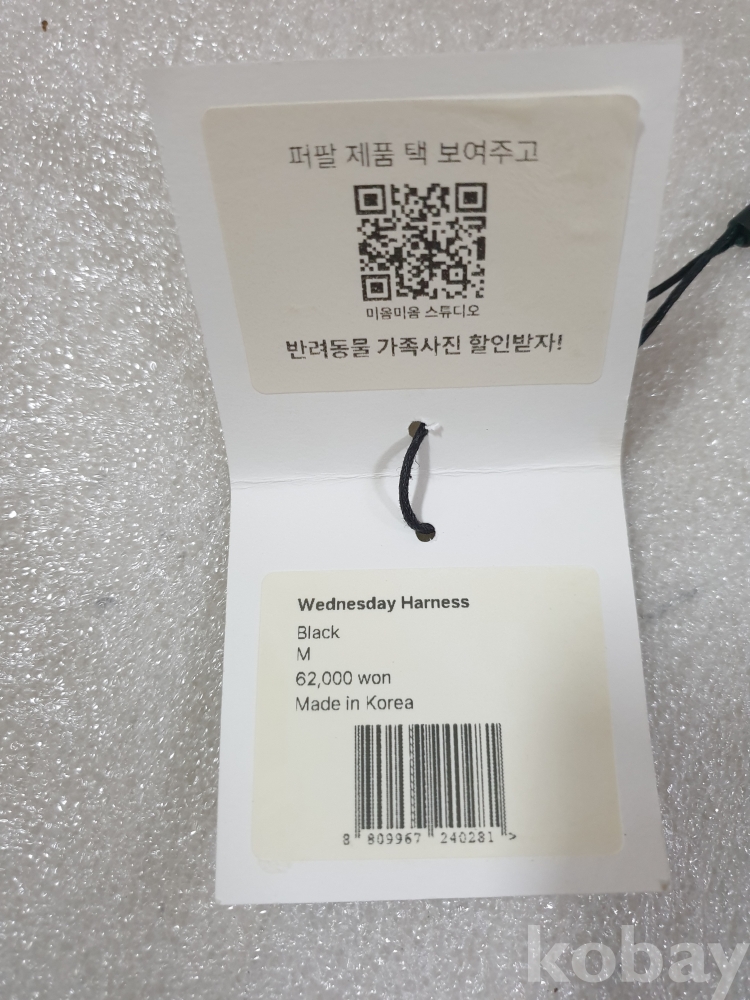 퍼팔 제품 택 보여주고
미옴미옴 스튜디오
반려동물 가족사진 할인받자!
Wednesday Harness
Black
M
62,000 won
Made in Korea
8 809967 240281 >
kobay